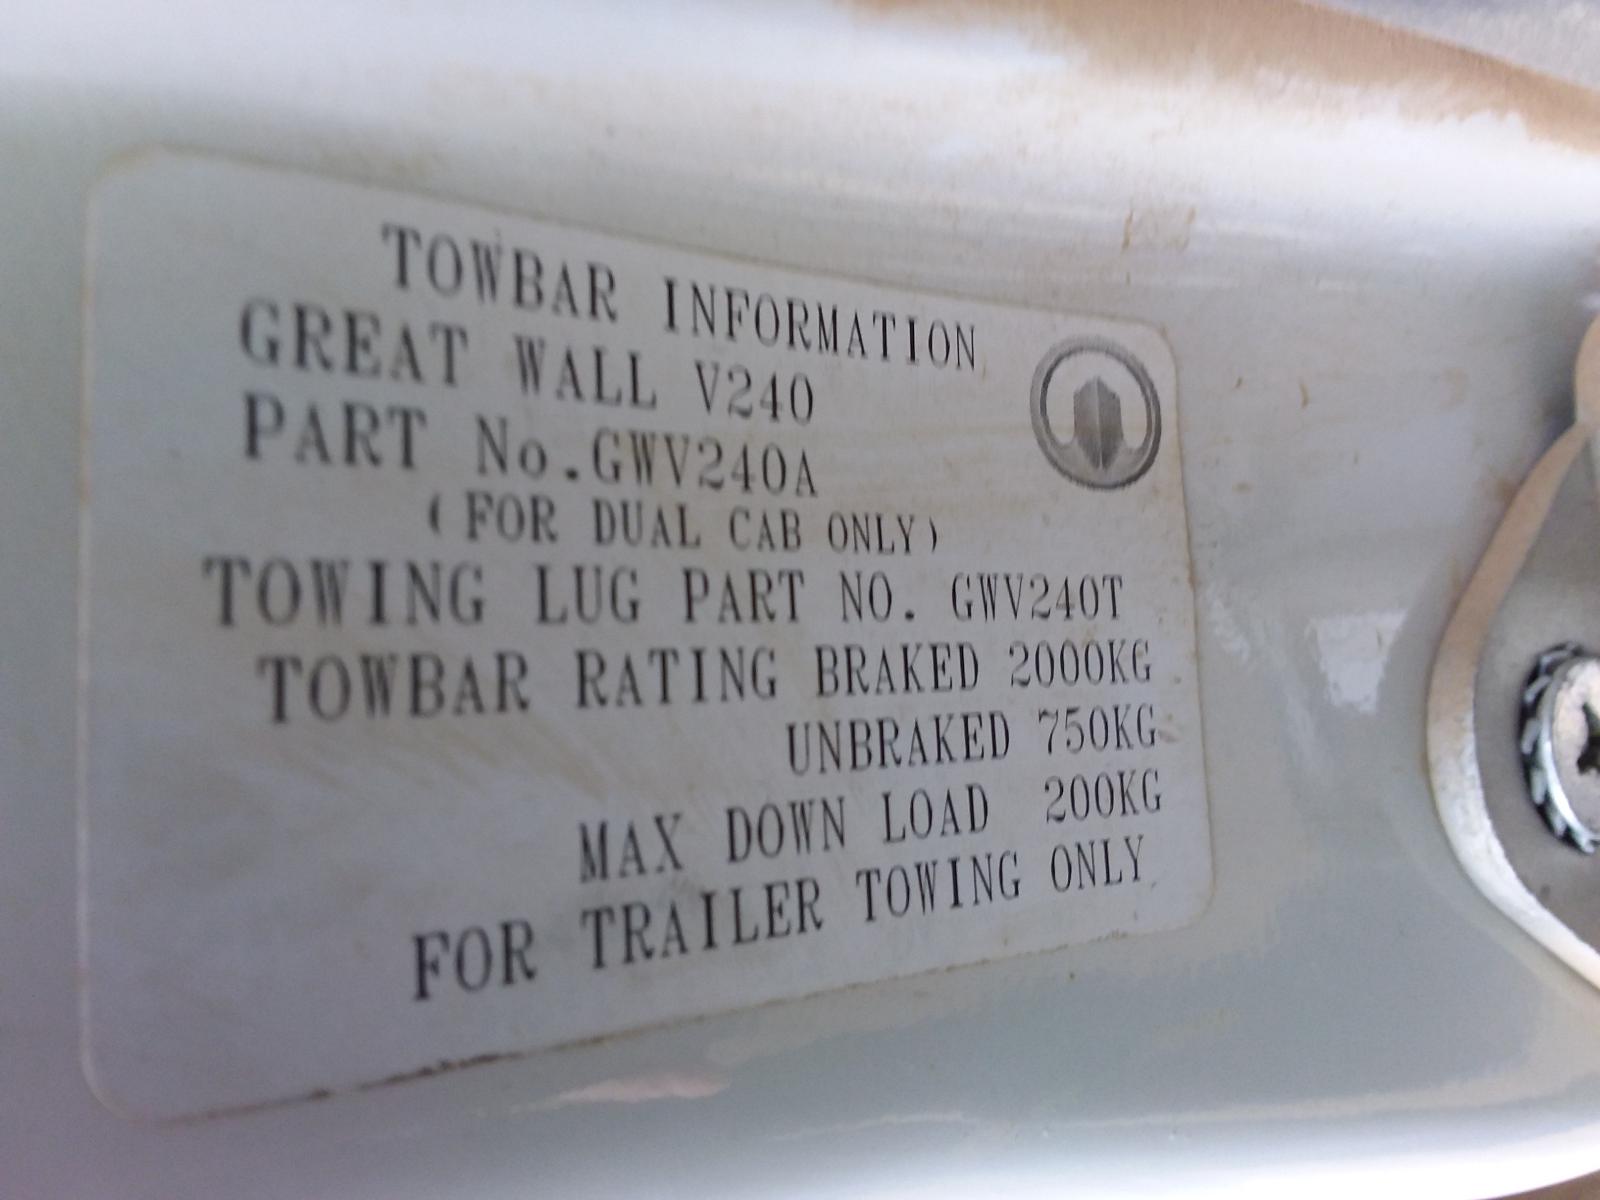 TOWBAR INFORMATION
GREAT WALL V240
PART No.GWV240A
(FOR DUAL CAB ONLY)
TOWING LUG PART NO. GWV240T
TOWBAR RATING BRAKED 2000KG
UNBRAKED 750KG
MAX DOWN LOAD 200KG
FOR TRAILER TOWING ONLY